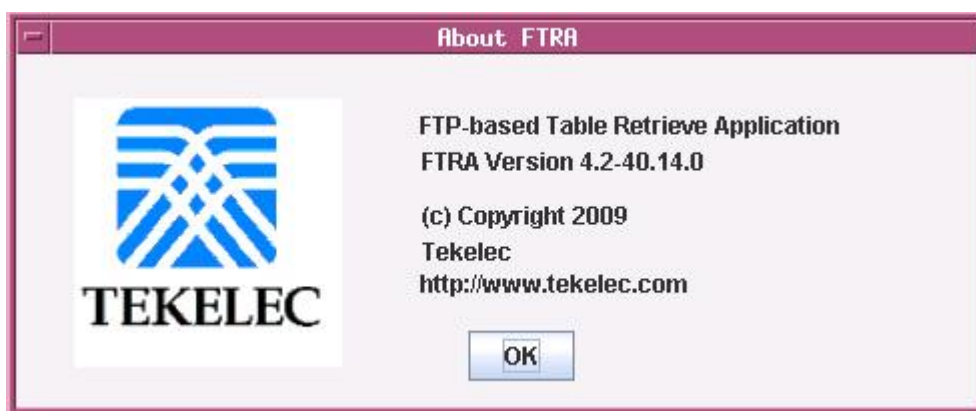 About FTRA
FTP-based Table Retrieve Application
FTRA Version 4.2-40.14.0
(c) Copyright 2009
Tekelec
http://www.tekelec.com
TEKELEC
OK